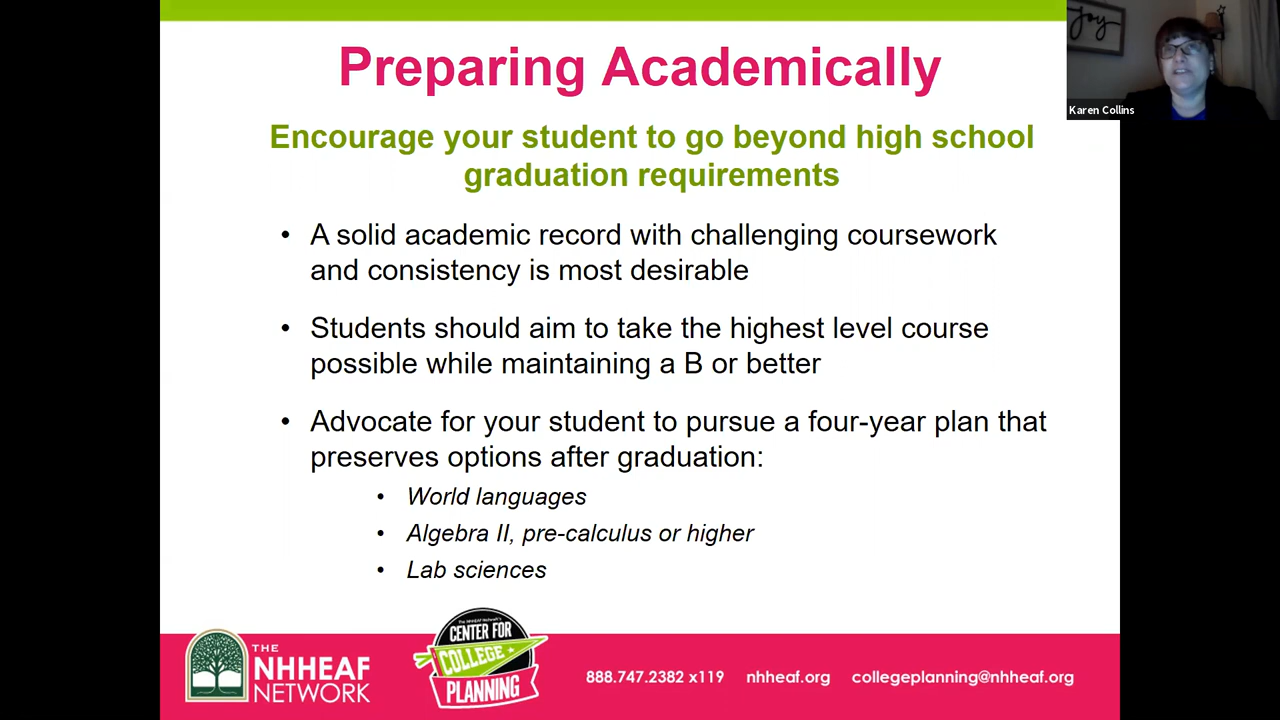 Preparing Academically
Encourage your student to go beyond high school
graduation requirements
• A solid academic record with challenging coursework
and consistency is most desirable
• Students should aim to take the highest level course
possible while maintaining a B or better
• Advocate for your student to pursue a four-year plan that
preserves options after graduation:
• World languages
• Algebra II, pre-calculus or higher
• Lab sciences
Joy
Karen Collins
THE
NHHEAF
NETWORK
The NHHEAF Network's
CENTER FOR
COLLEGE
PLANNING
888.747.2382 x119 nhheaf.org collegeplanning@nhheaf.org